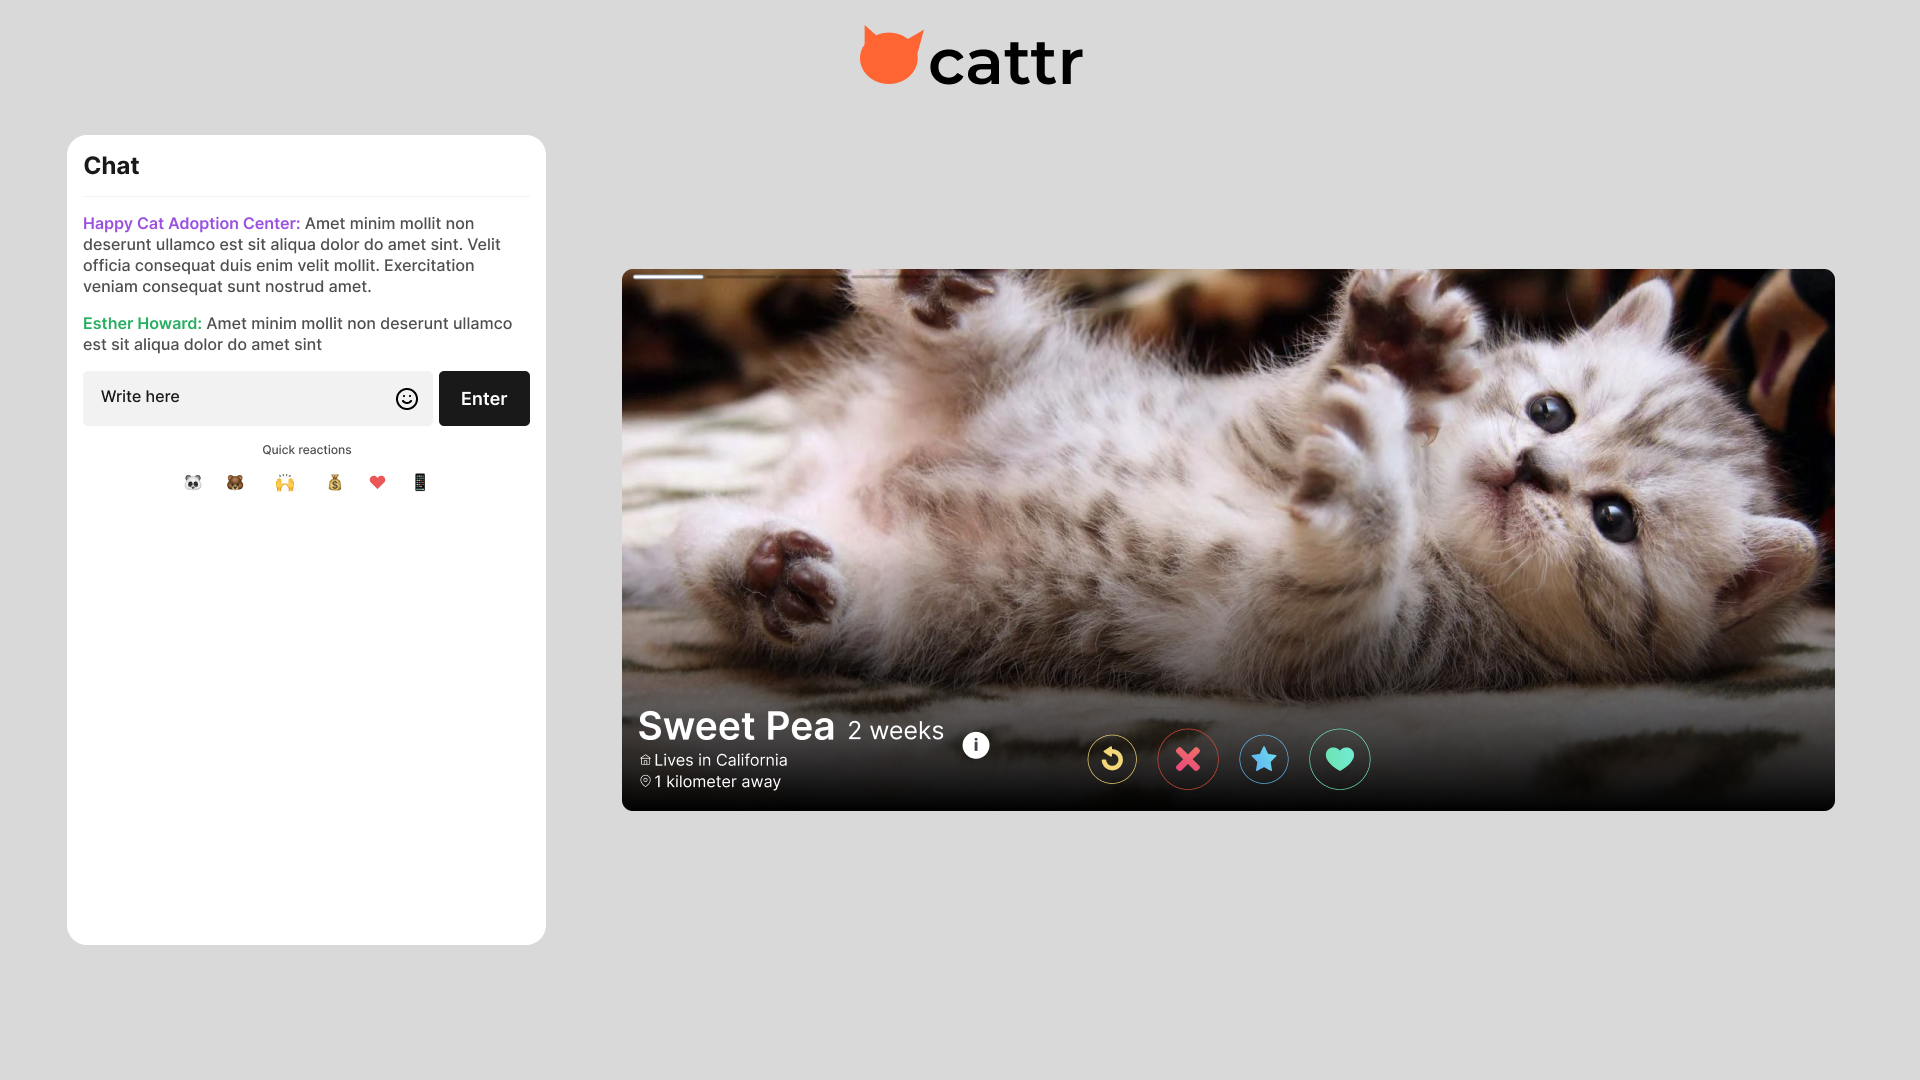 cattr
Chat
Happy Cat Adoption Center: Amet minim mollit non
deserunt ullamco est sit aliqua dolor do amet sint. Velit
officia consequat duis enim velit mollit. Exercitation
veniam consequat sunt nostrud amet.
Esther Howard: Amet minim mollit non deserunt ullamco
est sit aliqua dolor do amet sint
Write here
Enter
Quick reactions
Sweet Pea 2 weeks
Lives in California
1 kilometer away